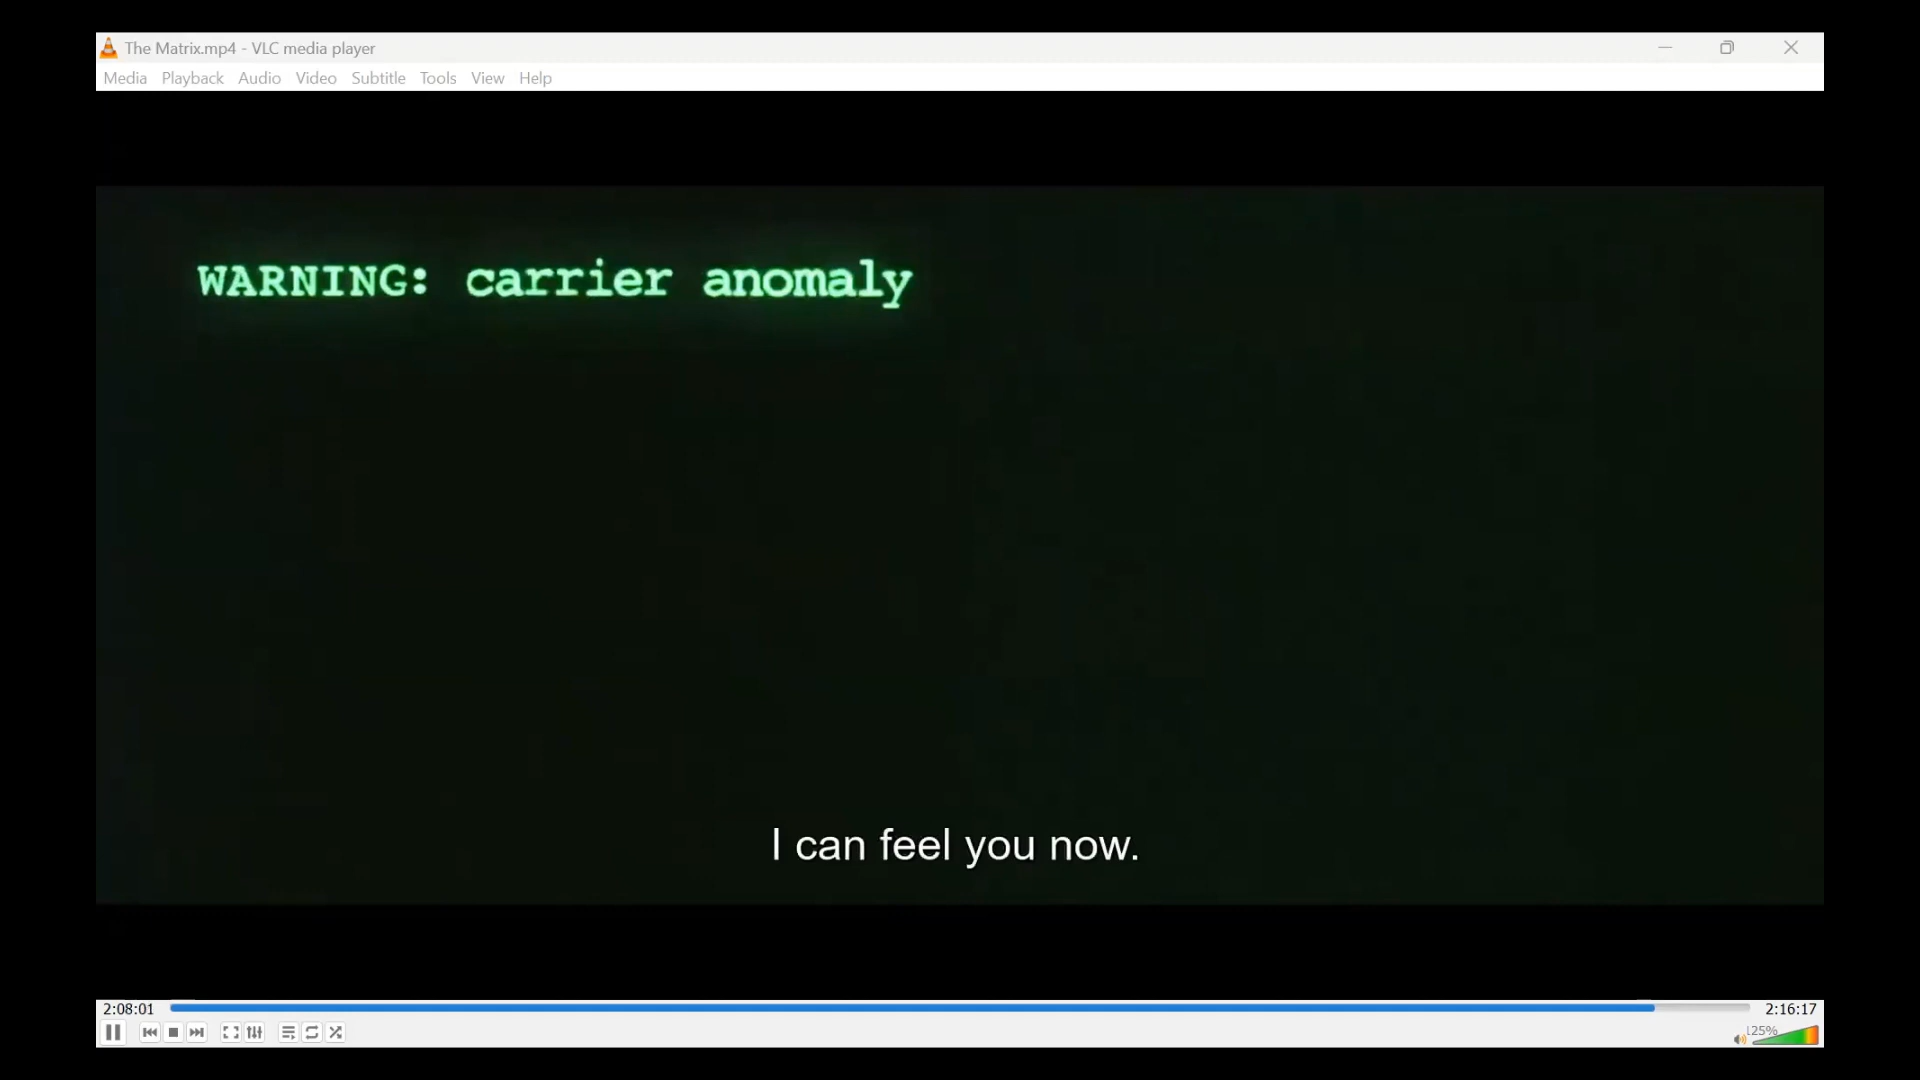 The Matrix.mp4 - VLC media player
Media Playback Audio Video Subtitle Tools View Help
WARNING: carrier anomaly
I can feel you now.
2:08:01 2:16:17
125%